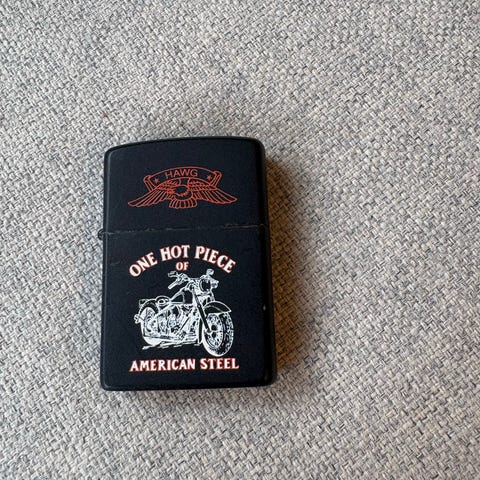 HAWG
ONE HOT PIECE
OF
AMERICAN STEEL